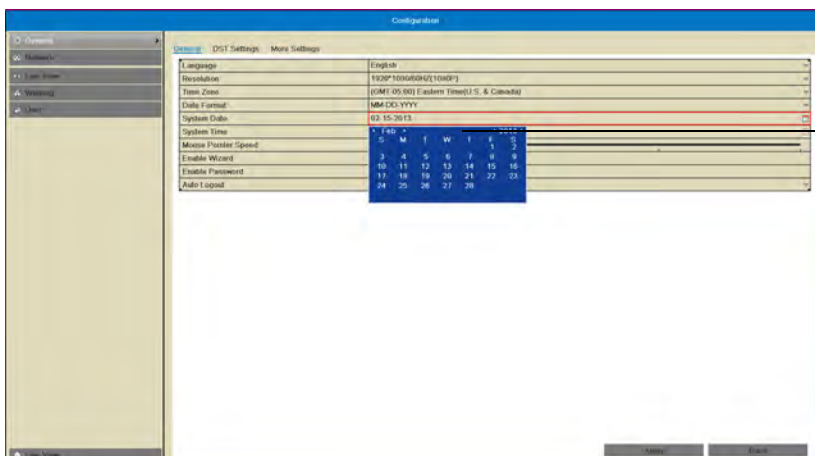 Configuration
General
Network
Live View
Warning
User
General DST Settings More Settings
Language English
Resolution 1920*1080/60HZ(1080P)
Time Zone (GMT-05:00) Eastern Time(U.S. & Canada)
Date Format MM-DD-YYYY
System Date 02-15-2013
System Time
Feb 2013
Mouse Pointer Speed
S M T W T F S
1 2
Enable Wizard
3 4 5 6 7 8 9
Enable Password
10 11 12 13 14 15 16
17 18 19 20 21 22 23
Auto Logout
24 25 26 27 28
Live View
Apply Back